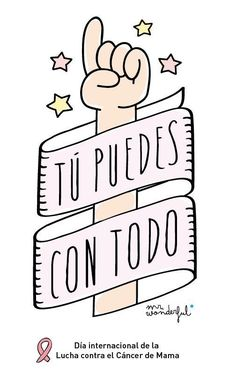 TÚ PUEDES
CON TODO
mr.
wonderful*
Día internacional de la
Lucha contra el Cáncer de Mama